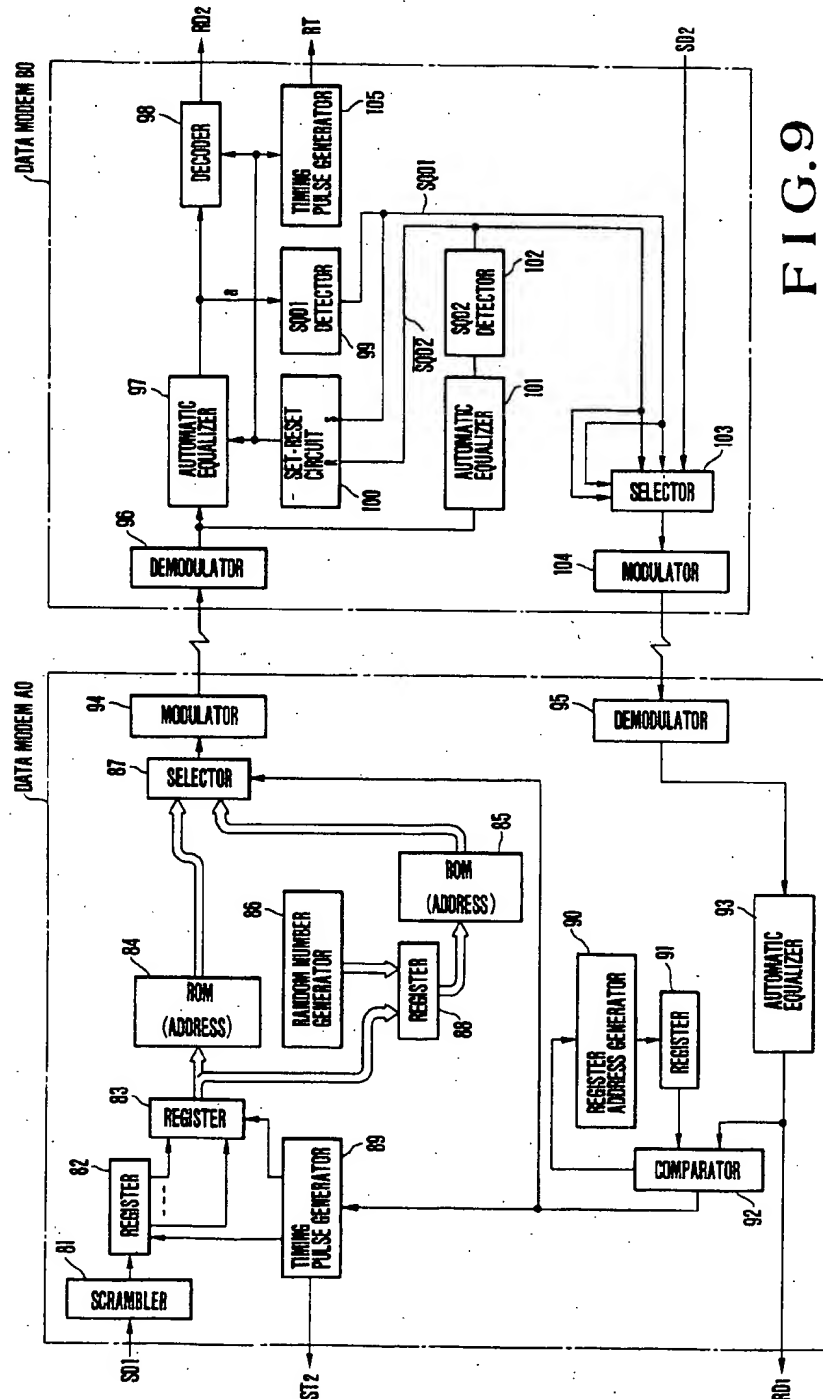 DATA MODEM A0
SD1
81
SCRAMBLER
82
REGISTER
83
REGISTER
84
ROM
(ADDRESS)
87
SELECTOR
94
MODULATOR
86
RANDOM NUMBER
GENERATOR
88
REGISTER
85
ROM
(ADDRESS)
ST2
89
TIMING
PULSE GENERATOR
90
REGISTER
ADDRESS GENERATOR
91
REGISTER
92
COMPARATOR
93
AUTOMATIC
EQUALIZER
95
DEMODULATOR
RD1
DATA MODEM B0
96
DEMODULATOR
97
AUTOMATIC
EQUALIZER
98
DECODER
RD2
a
SET-RESET
CIRCUIT
R
S
100
SQD1
DETECTOR
99
TIMING
PULSE GENERATOR
105
RT
SQD2
SQD1
AUTOMATIC
EQUALIZER
101
SQD2
DETECTOR
102
SELECTOR
103
104
MODULATOR
SD2
FIG.9